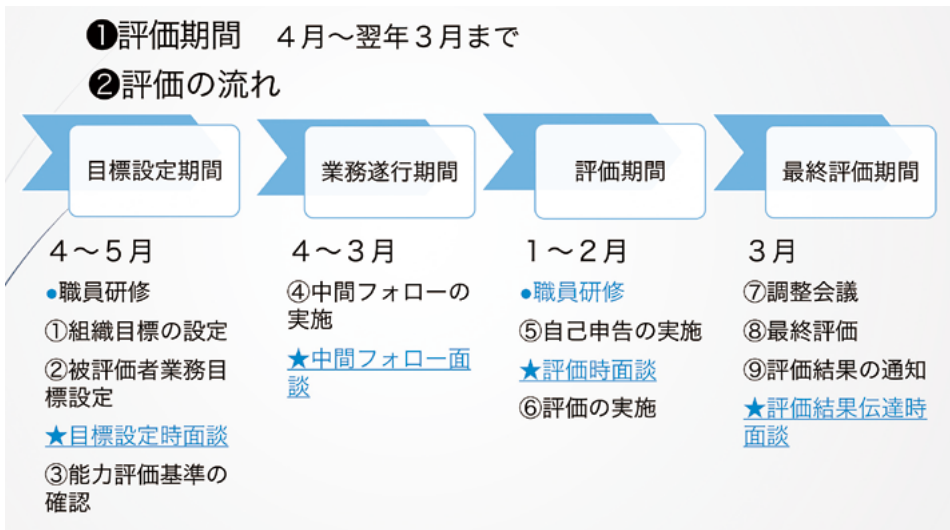 ❶評価期間　４月～翌年３月まで
❷評価の流れ
目標設定期間
業務遂行期間
評価期間
最終評価期間
４～５月
●職員研修
①組織目標の設定
②被評価者業務目
標設定
★目標設定時面談
③能力評価基準の
確認
４～３月
④中間フォローの
実施
★中間フォロー面
談
１～２月
●職員研修
⑤自己申告の実施
★評価時面談
⑥評価の実施
３月
⑦調整会議
⑧最終評価
⑨評価結果の通知
★評価結果伝達時
面談